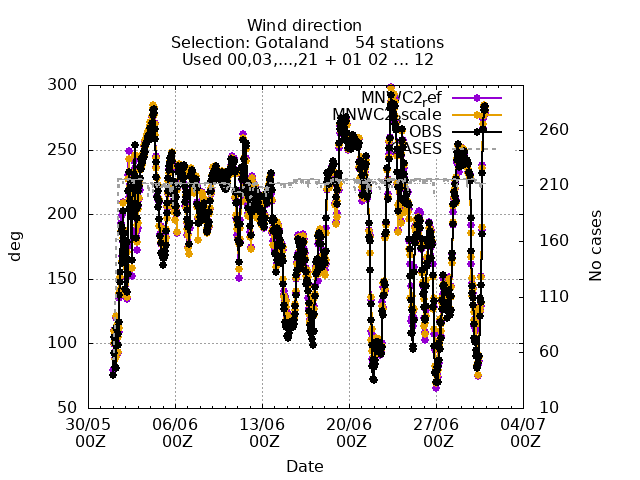 Wind direction
Selection: Gotaland 54 stations
Used 00,03,...,21 + 01 02 ... 12
300
250
200
150
100
50
deg
MNWC2_ref
MNWC2_scale
OBS
CASES
260
210
160
110
60
10
No cases
30/05 06/06 13/06 20/06 27/06 04/07
00Z 00Z 00Z 00Z 00Z 00Z
Date